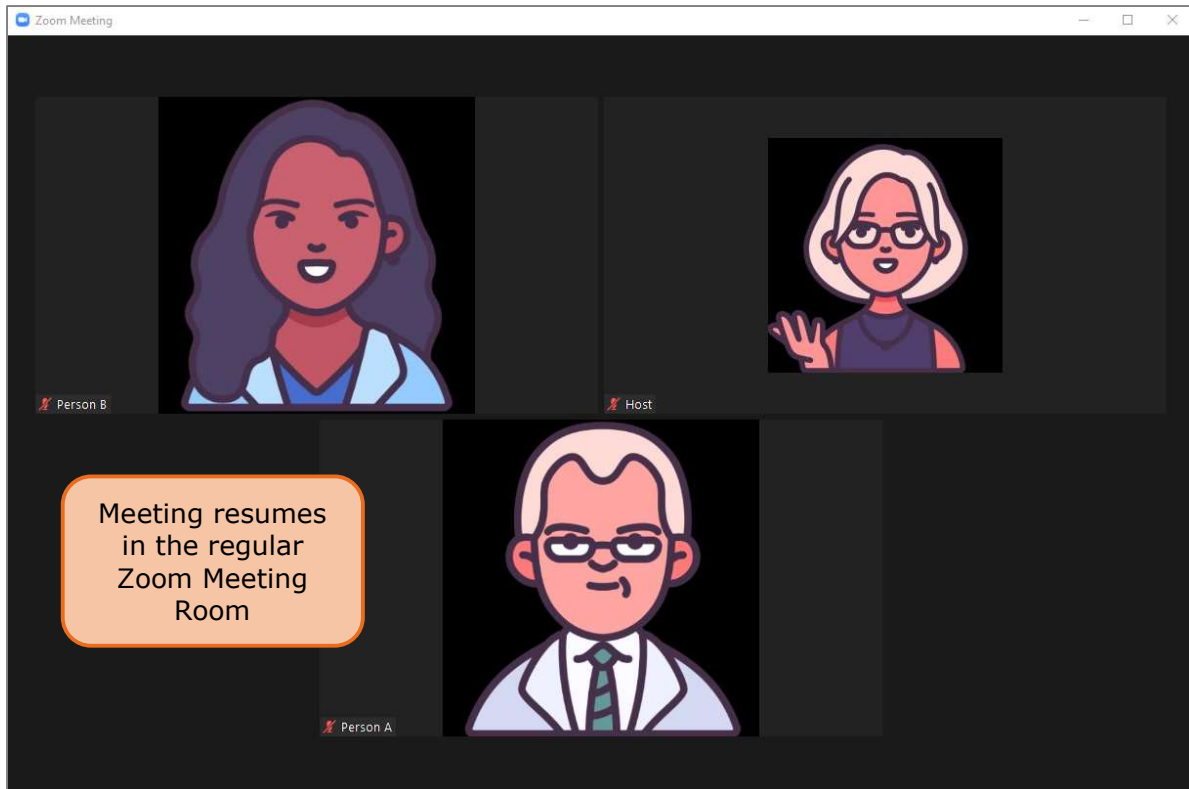 Zoom Meeting
Person B
Host
Meeting resumes
in the regular
Zoom Meeting
Room
Person A